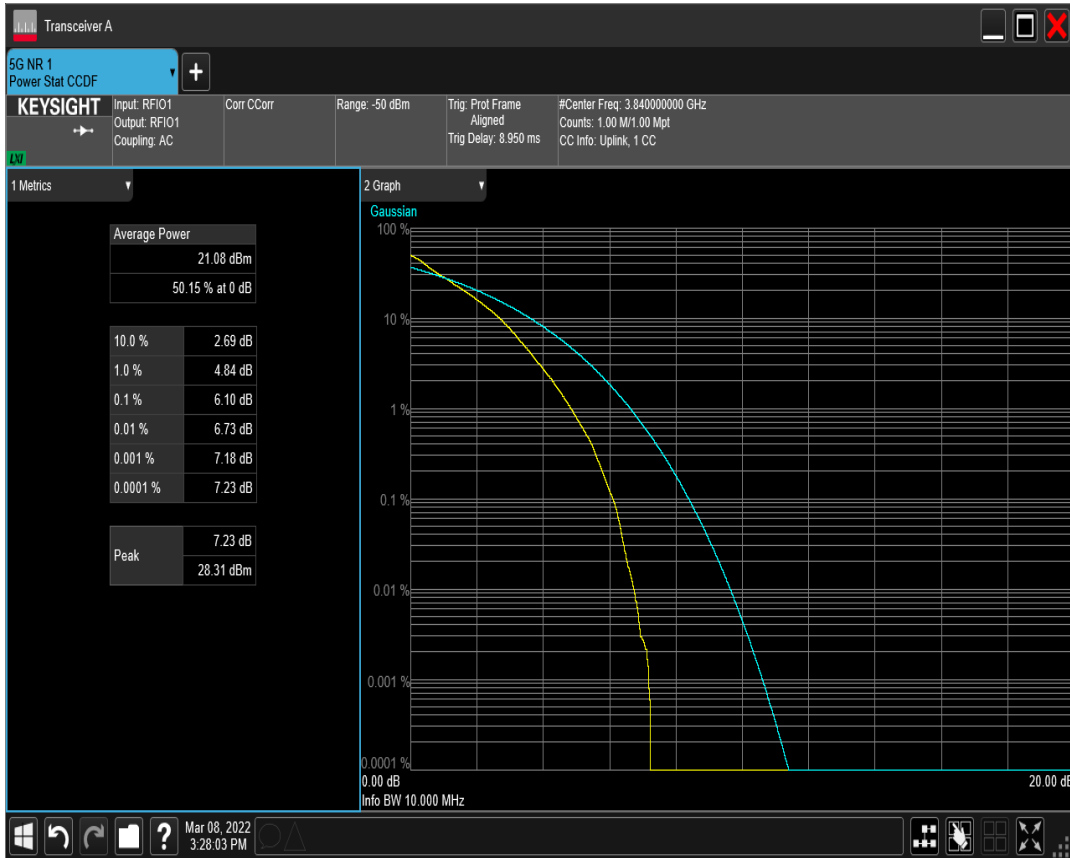 Transceiver A
5G NR 1
Power Stat CCDF
KEYSIGHT
LXI
Input: RFIO1
Output: RFIO1
Coupling: AC
Corr CCorr
Range: -50 dBm
Trig: Prot Frame
Aligned
Trig Delay: 8.950 ms
#Center Freq: 3.840000000 GHz
Counts: 1.00 M/1.00 Mpt
CC Info: Uplink, 1 CC
1 Metrics
Average Power
21.08 dBm
50.15 % at 0 dB
10.0 % 2.69 dB
1.0 % 4.84 dB
0.1 % 6.10 dB
0.01 % 6.73 dB
0.001 % 7.18 dB
0.0001 % 7.23 dB
Peak
7.23 dB
28.31 dBm
2 Graph
Gaussian
100 %
10 %
1 %
0.1 %
0.01 %
0.001 %
0.0001 %
0.00 dB
20.00 dB
Info BW 10.000 MHz
?
Mar 08, 2022
3:28:03 PM